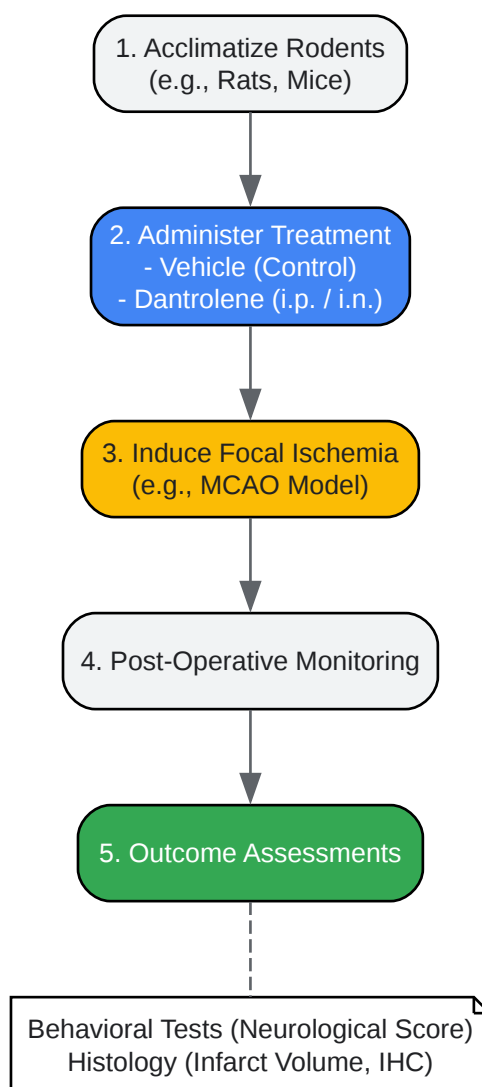 1. Acclimatize Rodents
(e.g., Rats, Mice)
2. Administer Treatment
- Vehicle (Control)
- Dantrolene (i.p. / i.n.)
3. Induce Focal Ischemia
(e.g., MCAO Model)
4. Post-Operative Monitoring
5. Outcome Assessments
Behavioral Tests (Neurological Score)
Histology (Infarct Volume, IHC)